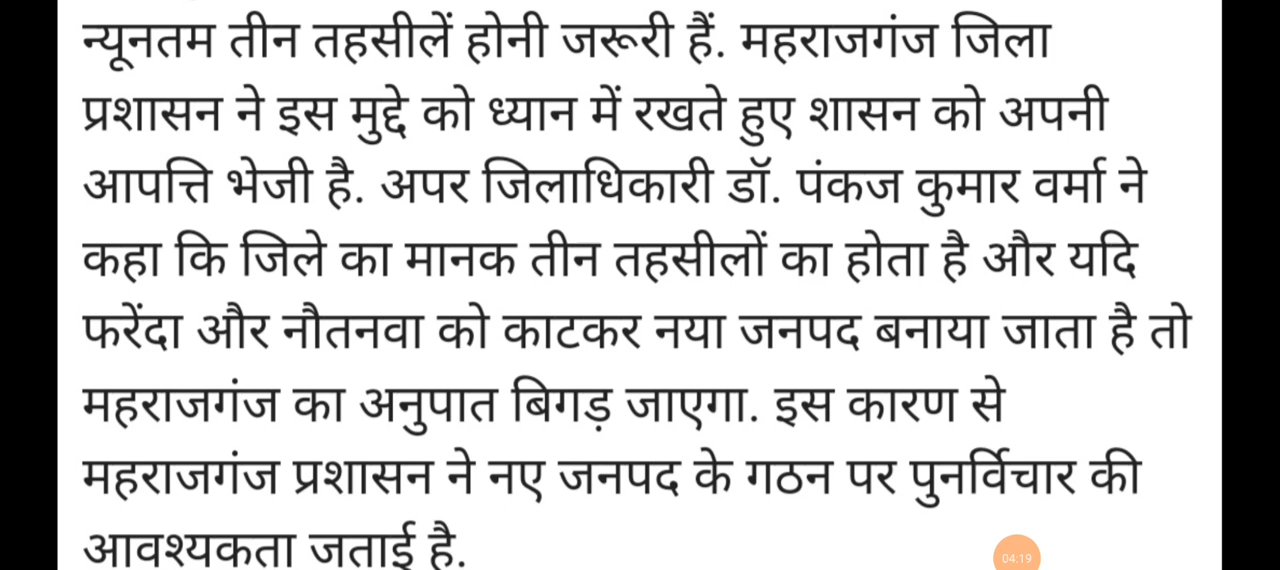 न्यूनतम तीन तहसीलें होनी जरूरी हैं. महराजगंज जिला
प्रशासन ने इस मुद्दे को ध्यान में रखते हुए शासन को अपनी
आपत्ति भेजी है. अपर जिलाधिकारी डॉ. पंकज कुमार वर्मा ने
कहा कि जिले का मानक तीन तहसीलों का होता है और यदि
फरेंदा और नौतनवा को काटकर नया जनपद बनाया जाता है तो
महराजगंज का अनुपात बिगड़ जाएगा. इस कारण से
महराजगंज प्रशासन ने नए जनपद के गठन पर पुनर्विचार की
आवश्यकता जताई है.
04:19